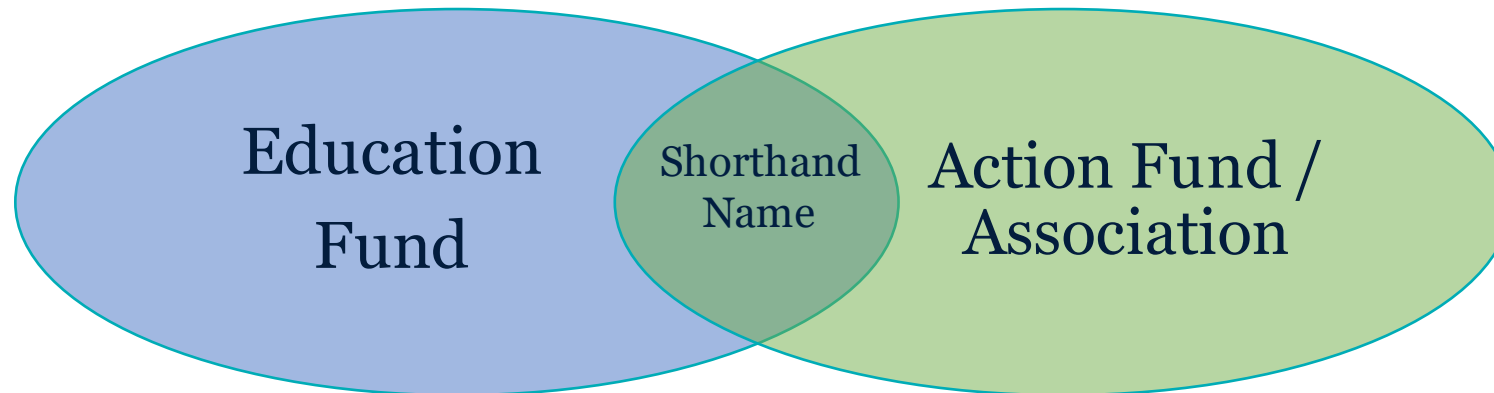 Education
Fund
Shorthand
Name
Action Fund /
Association